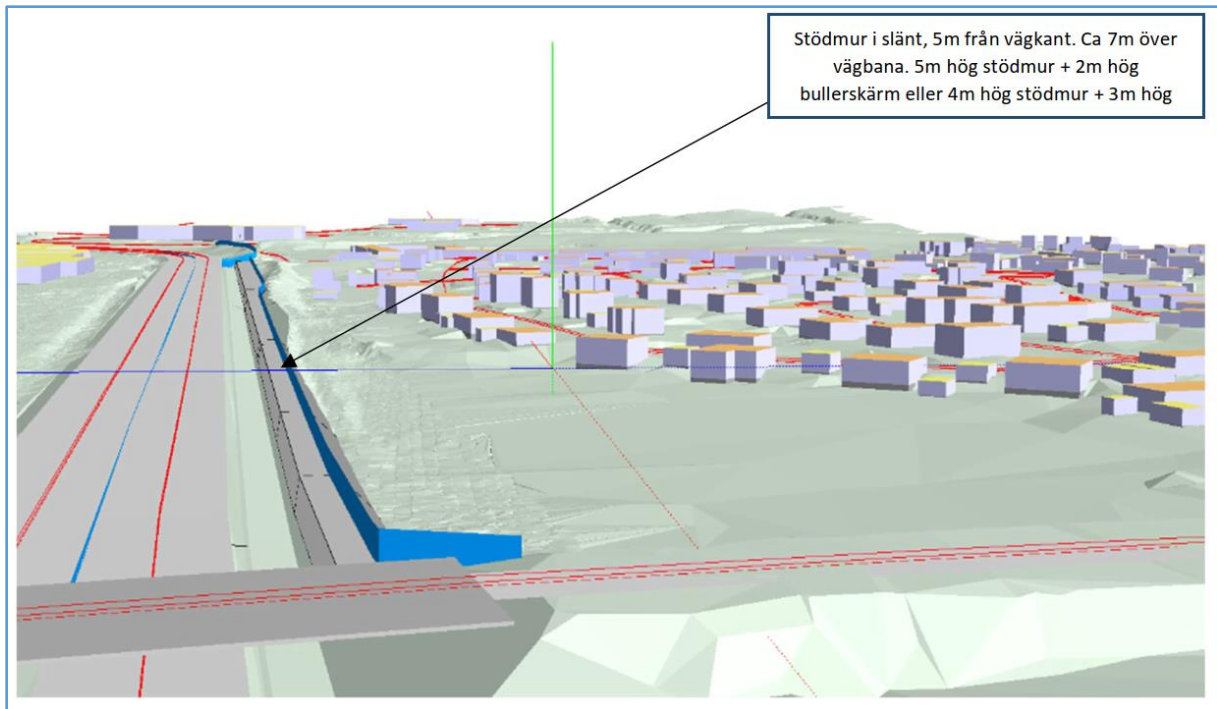 Stödmur i slänt, 5m från vägkant. Ca 7m över
vägbana. 5m hög stödmur + 2m hög
bullerskärm eller 4m hög stödmur + 3m hög